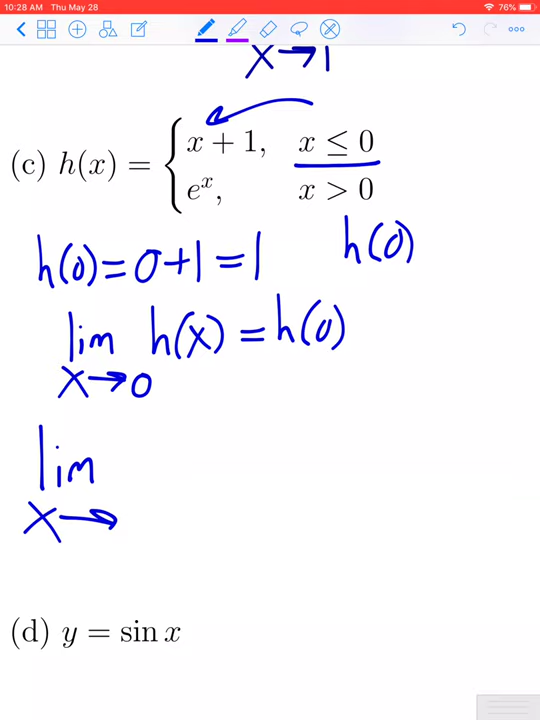 10:28 AM Thu May 28 76%
x→1
(c) h(x) = { x + 1, x ≤ 0
e^x, x > 0
h(0) = 0+1 = 1 h(0)
lim h(x) = h(0)
x→0
lim
x→
(d) y = sin x